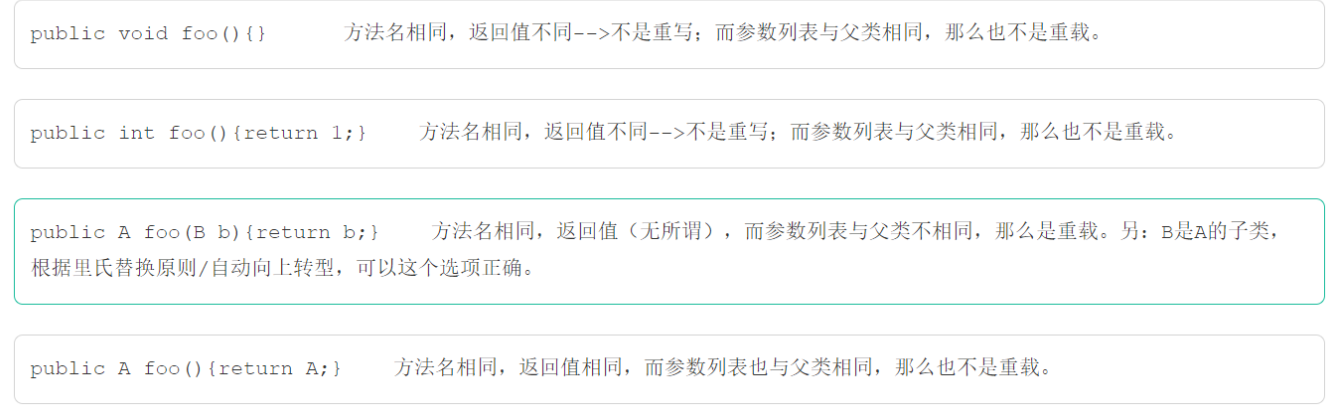 public void foo(){} 方法名相同，返回值不同-->不是重写；而参数列表与父类相同，那么也不是重载。
public int foo(){return 1;} 方法名相同，返回值不同-->不是重写；而参数列表与父类相同，那么也不是重载。
public A foo(B b){return b;} 方法名相同，返回值（无所谓），而参数列表与父类不相同，那么是重载。另：B是A的子类，
根据里氏替换原则/自动向上转型，可以这个选项正确。
public A foo(){return A;} 方法名相同，返回值相同，而参数列表也与父类相同，那么也不是重载。